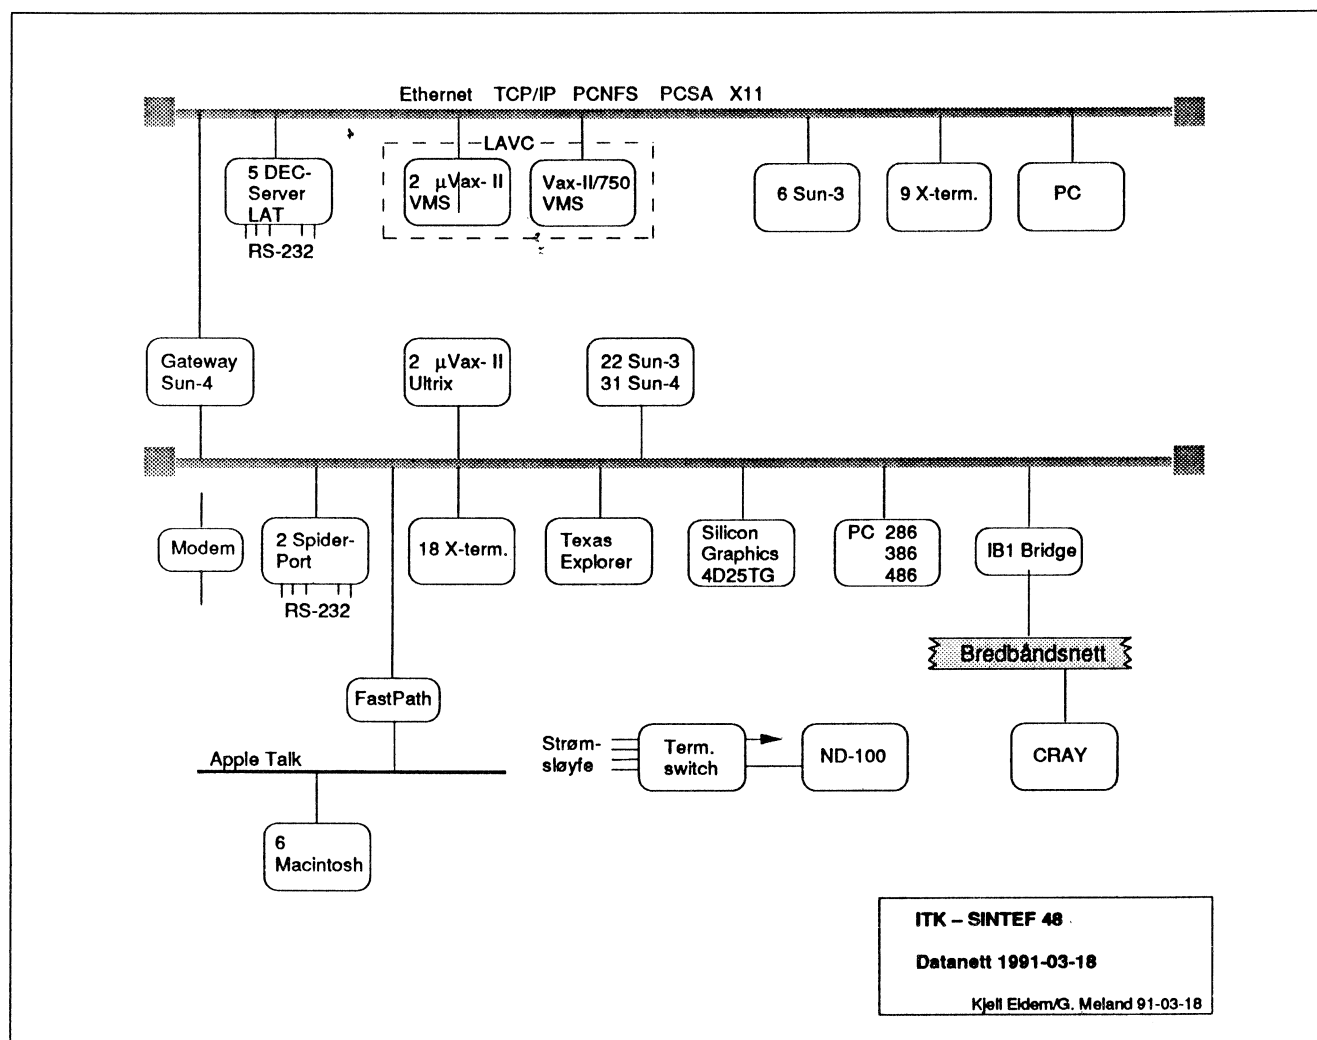 Ethernet TCP/IP PCNFS PCSA X11
LAVC
5 DEC-
Server
LAT
RS-232
2 µVax- II
VMS
Vax-II/750
VMS
6 Sun-3
9 X-term.
PC
Gateway
Sun-4
2 µVax- II
Ultrix
22 Sun-3
31 Sun-4
Modem
2 Spider-
Port
RS-232
18 X-term.
Texas
Explorer
Silicon
Graphics
4D25TG
PC 286
386
486
IB1 Bridge
Bredbåndsnett
FastPath
Apple Talk
6
Macintosh
Strøm-
sløyfe
Term.
switch
ND-100
CRAY
ITK – SINTEF 48
Datanett 1991-03-18
Kjell Eidem/G. Meland 91-03-18